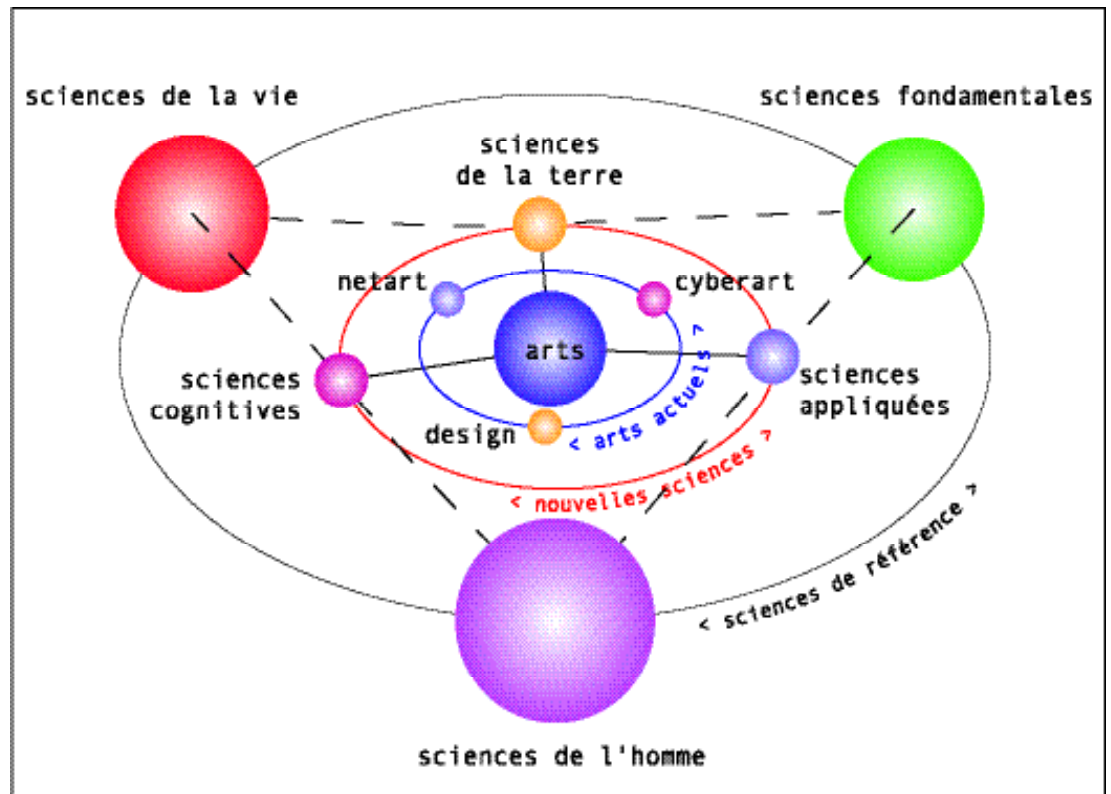 sciences de la vie
sciences fondamentales
sciences
de la terre
netart
cyberart
arts
sciences
cognitives
sciences
appliquées
design
< arts actuels >
< nouvelles sciences >
< sciences de référence >
sciences de l'homme